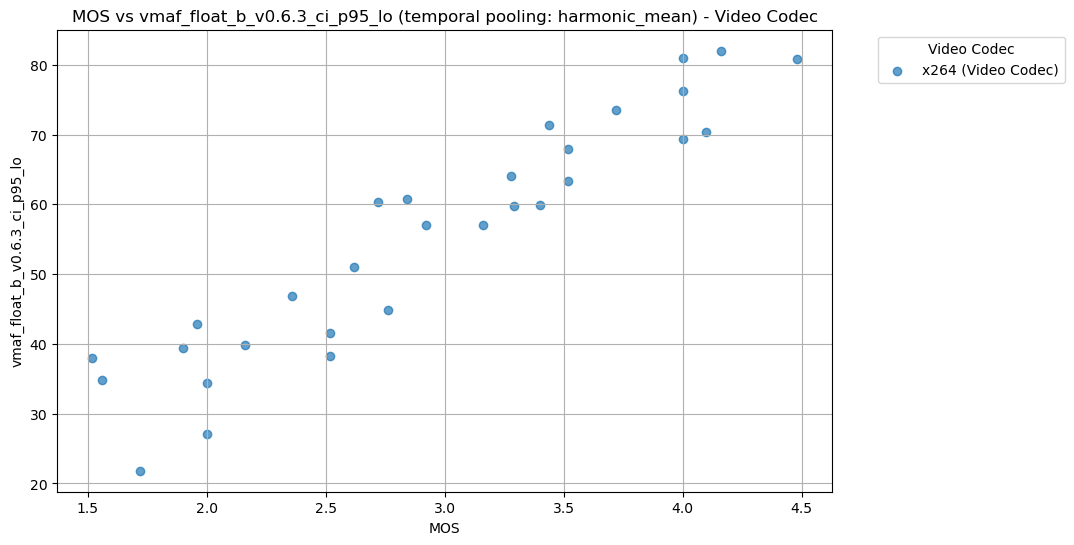 MOS vs vmaf_float_b_v0.6.3_ci_p95_lo (temporal pooling: harmonic_mean) - Video Codec
Video Codec
x264 (Video Codec)
vmaf_float_b_v0.6.3_ci_p95_lo
80
70
60
50
40
30
20
1.5 2.0 2.5 3.0 3.5 4.0 4.5
MOS